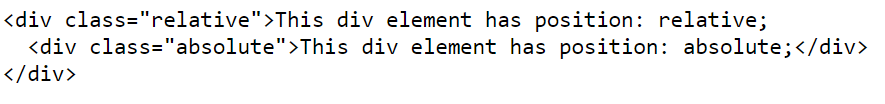 <div class="relative">This div element has position: relative;
  <div class="absolute">This div element has position: absolute;</div>
</div>